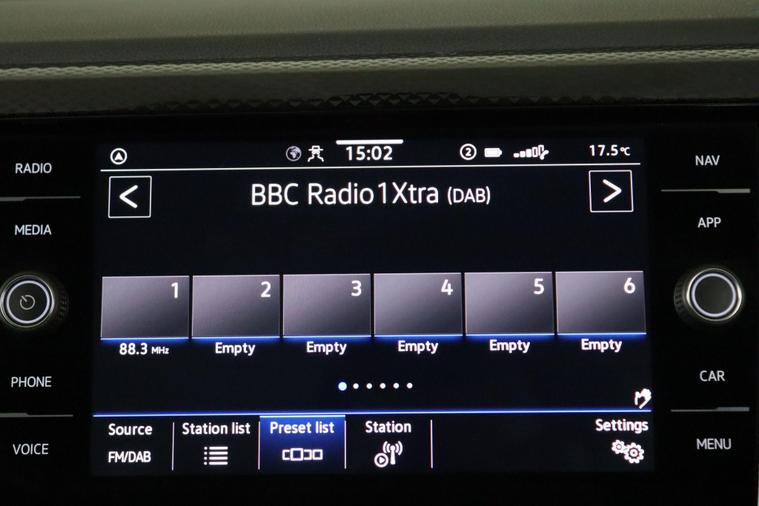 RADIO
MEDIA
PHONE
VOICE
15:02
2
17.5°C
BBC Radio1Xtra (DAB)
1 2 3 4 5 6
88.3 MHz Empty Empty Empty Empty Empty
Source Station list Preset list Station Settings
FM/DAB
NAV
APP
CAR
MENU